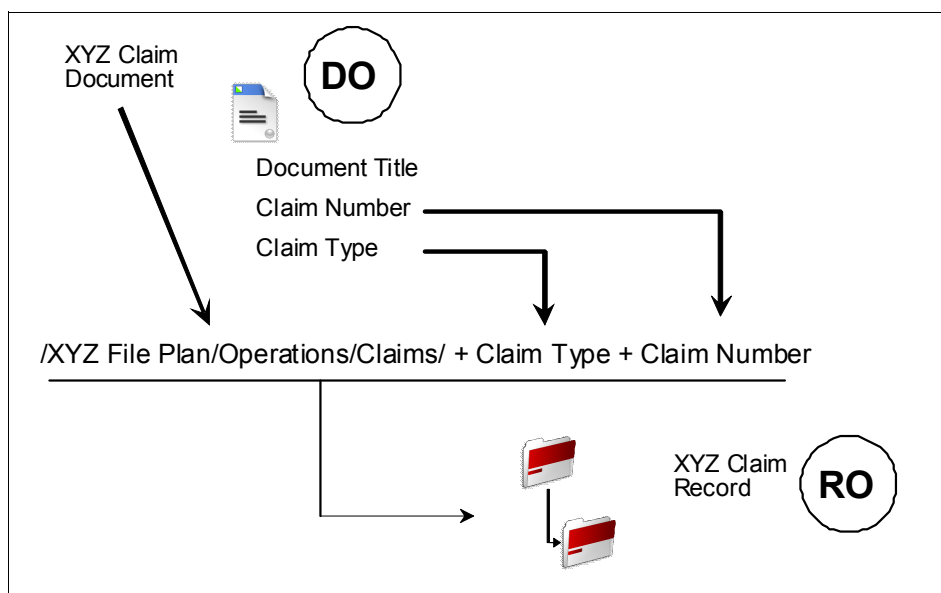 XYZ Claim
Document
DO
Document Title
Claim Number
Claim Type
/XYZ File Plan/Operations/Claims/ + Claim Type + Claim Number
XYZ Claim
Record
RO